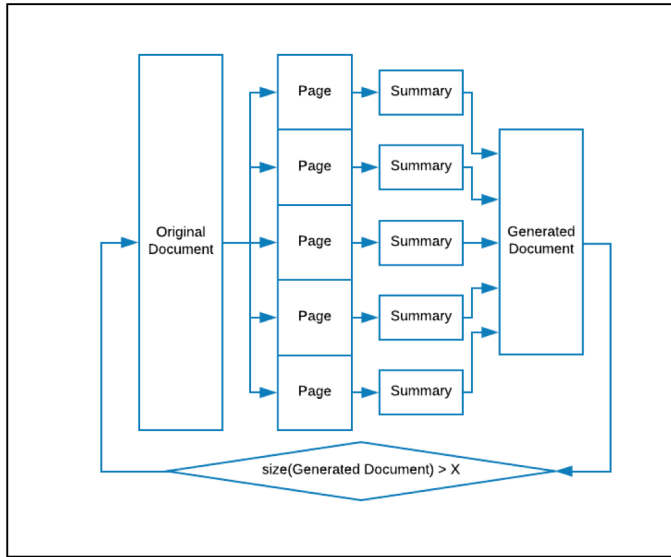 Original
Document
Page
Summary
Page
Summary
Page
Summary
Page
Summary
Page
Summary
Generated
Document
size(Generated Document) > X